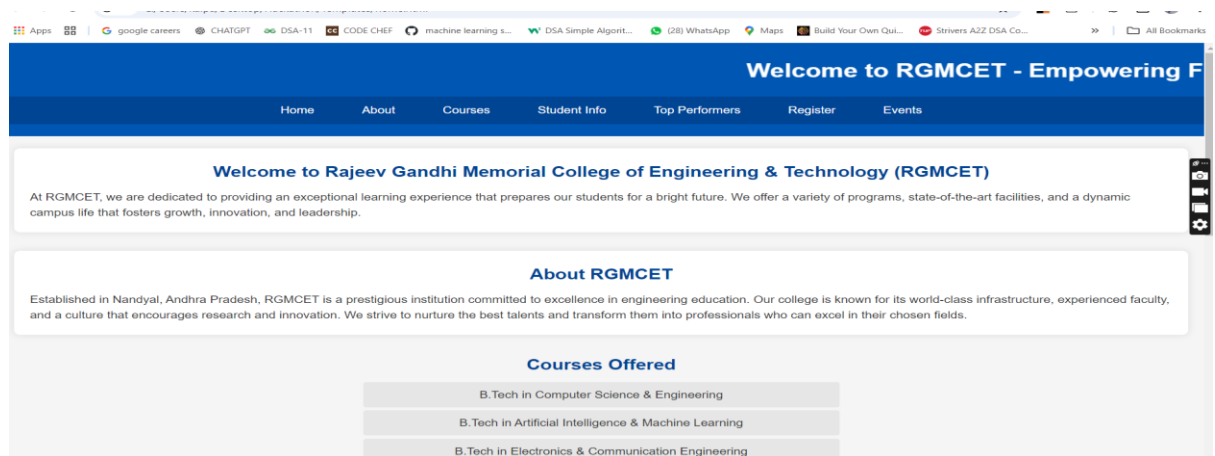 Apps G google careers CHATGPT DSA-11 CC CODE CHEF machine learning s... DSA Simple Algorit... (28) WhatsApp Maps Build Your Own Qui... Strivers A2Z DSA Co... » All Bookmarks
Welcome to RGMCET - Empowering F
Home About Courses Student Info Top Performers Register Events
Welcome to Rajeev Gandhi Memorial College of Engineering & Technology (RGMCET)
At RGMCET, we are dedicated to providing an exceptional learning experience that prepares our students for a bright future. We offer a variety of programs, state-of-the-art facilities, and a dynamic
campus life that fosters growth, innovation, and leadership.
About RGMCET
Established in Nandyal, Andhra Pradesh, RGMCET is a prestigious institution committed to excellence in engineering education. Our college is known for its world-class infrastructure, experienced faculty,
and a culture that encourages research and innovation. We strive to nurture the best talents and transform them into professionals who can excel in their chosen fields.
Courses Offered
B.Tech in Computer Science & Engineering
B.Tech in Artificial Intelligence & Machine Learning
B.Tech in Electronics & Communication Engineering